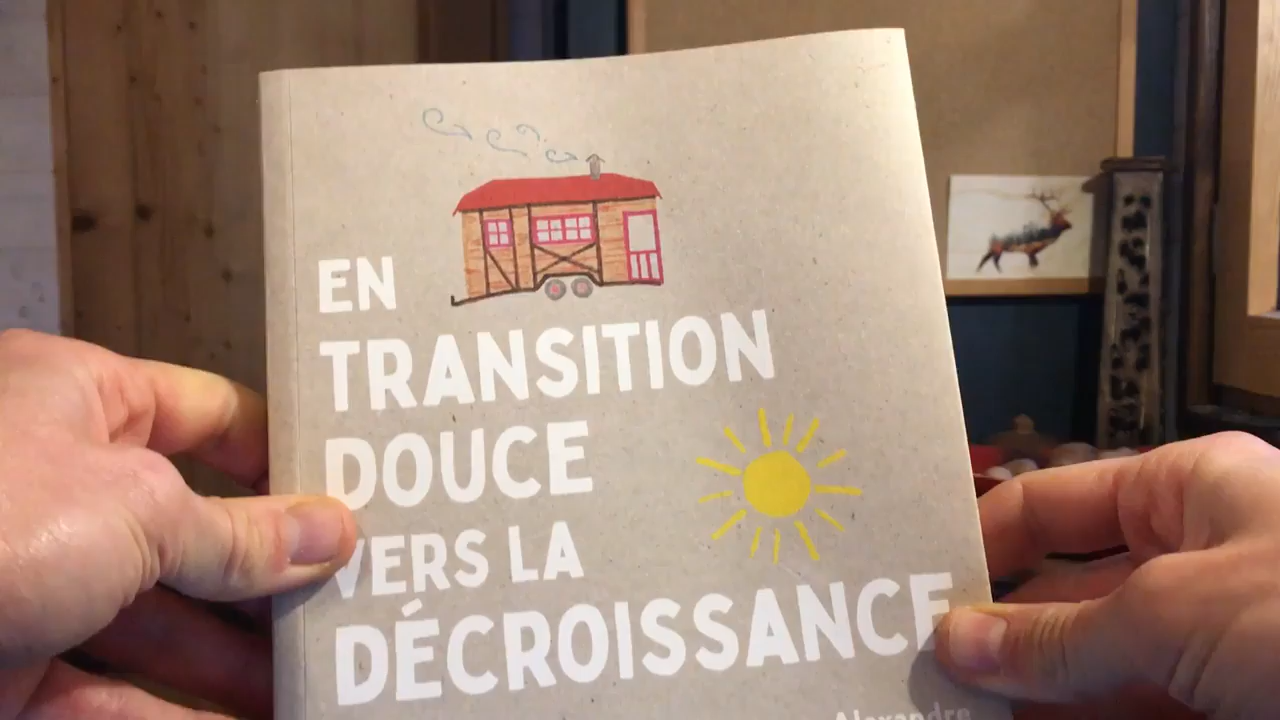 EN
TRANSITION
DOUCE
VERS LA
DÉCROISSANCE
Alexandre